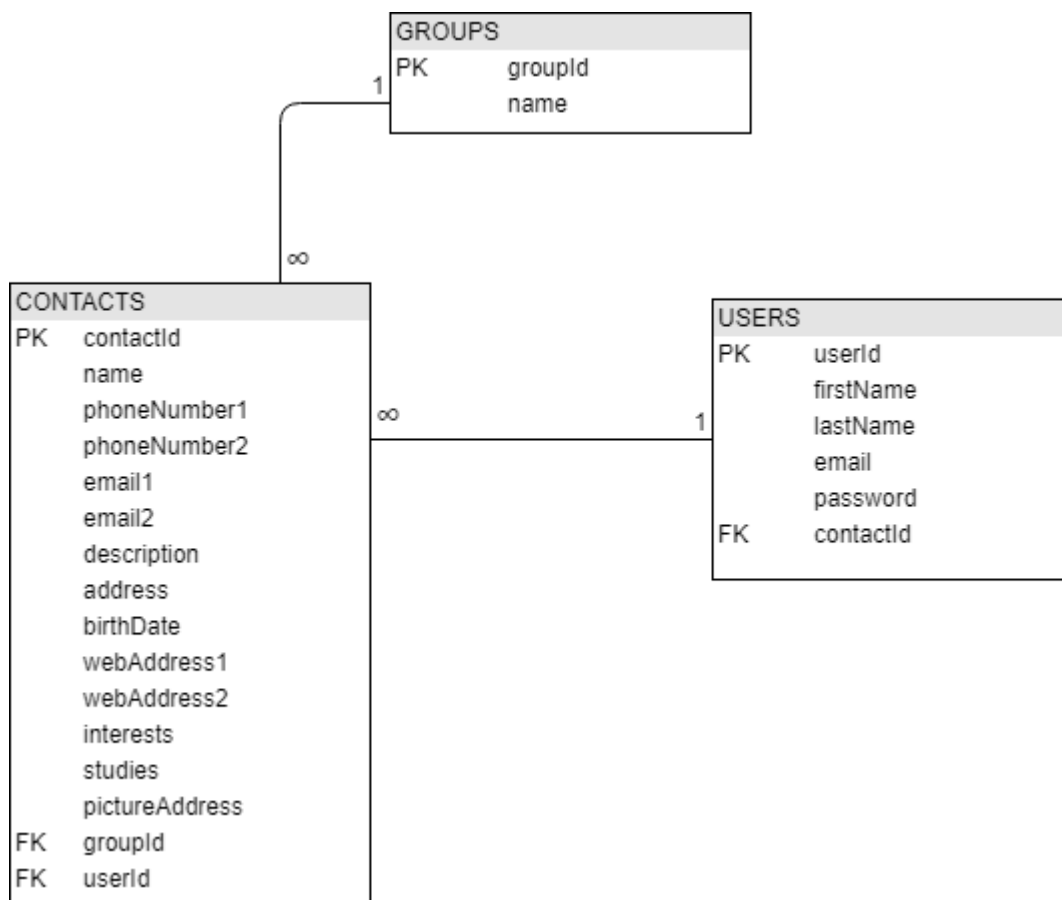 GROUPS
PK groupId
name
1
∞
CONTACTS
PK contactId
name
phoneNumber1
phoneNumber2
email1
email2
description
address
birthDate
webAddress1
webAddress2
interests
studies
pictureAddress
FK groupId
FK userId
∞
1
USERS
PK userId
firstName
lastName
email
password
FK contactId